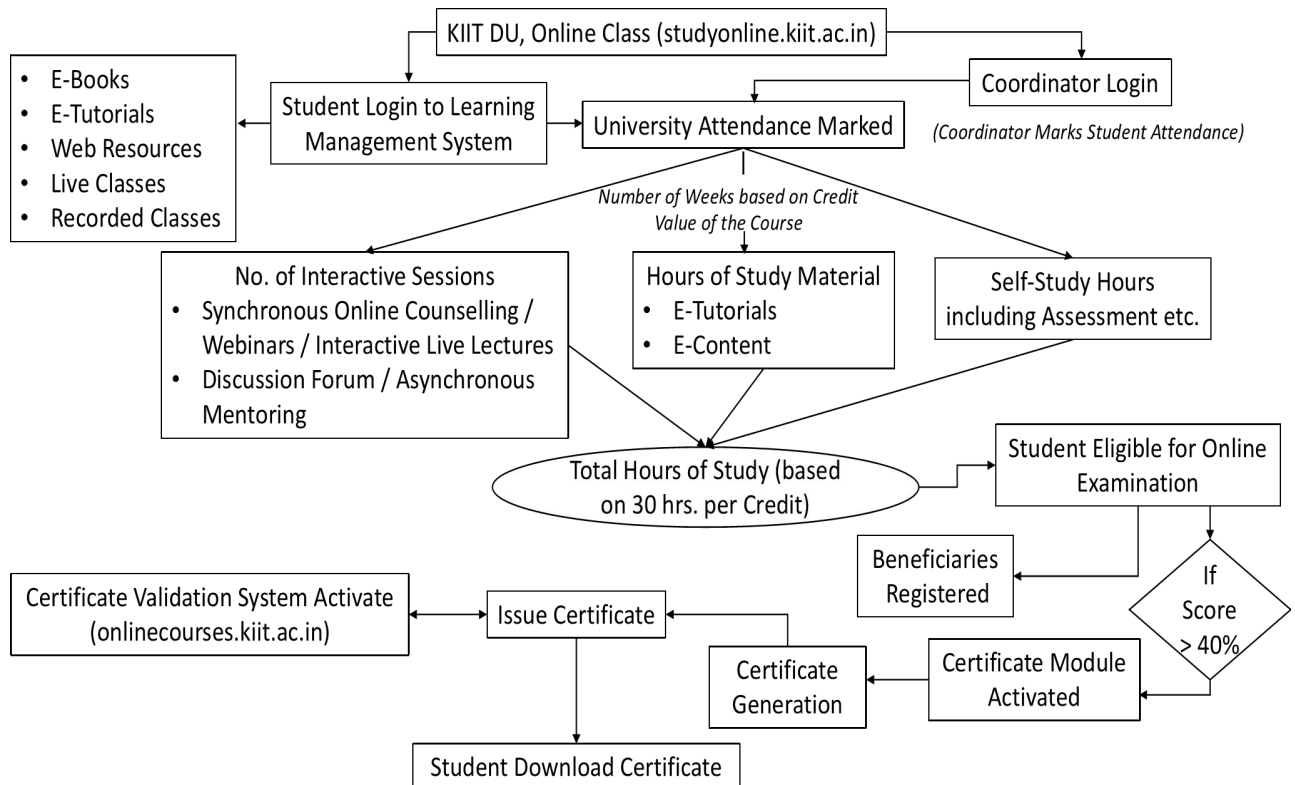 KIIT DU, Online Class (studyonline.kiit.ac.in)
• E-Books
• E-Tutorials
• Web Resources
• Live Classes
• Recorded Classes
Student Login to Learning
Management System
University Attendance Marked
Coordinator Login
(Coordinator Marks Student Attendance)
Number of Weeks based on Credit
Value of the Course
No. of Interactive Sessions
• Synchronous Online Counselling /
Webinars / Interactive Live Lectures
• Discussion Forum / Asynchronous
Mentoring
Hours of Study Material
• E-Tutorials
• E-Content
Self-Study Hours
including Assessment etc.
Total Hours of Study (based
on 30 hrs. per Credit)
Student Eligible for Online
Examination
Beneficiaries
Registered
If
Score
> 40%
Certificate Module
Activated
Certificate
Generation
Issue Certificate
Certificate Validation System Activate
(onlinecourses.kiit.ac.in)
Student Download Certificate